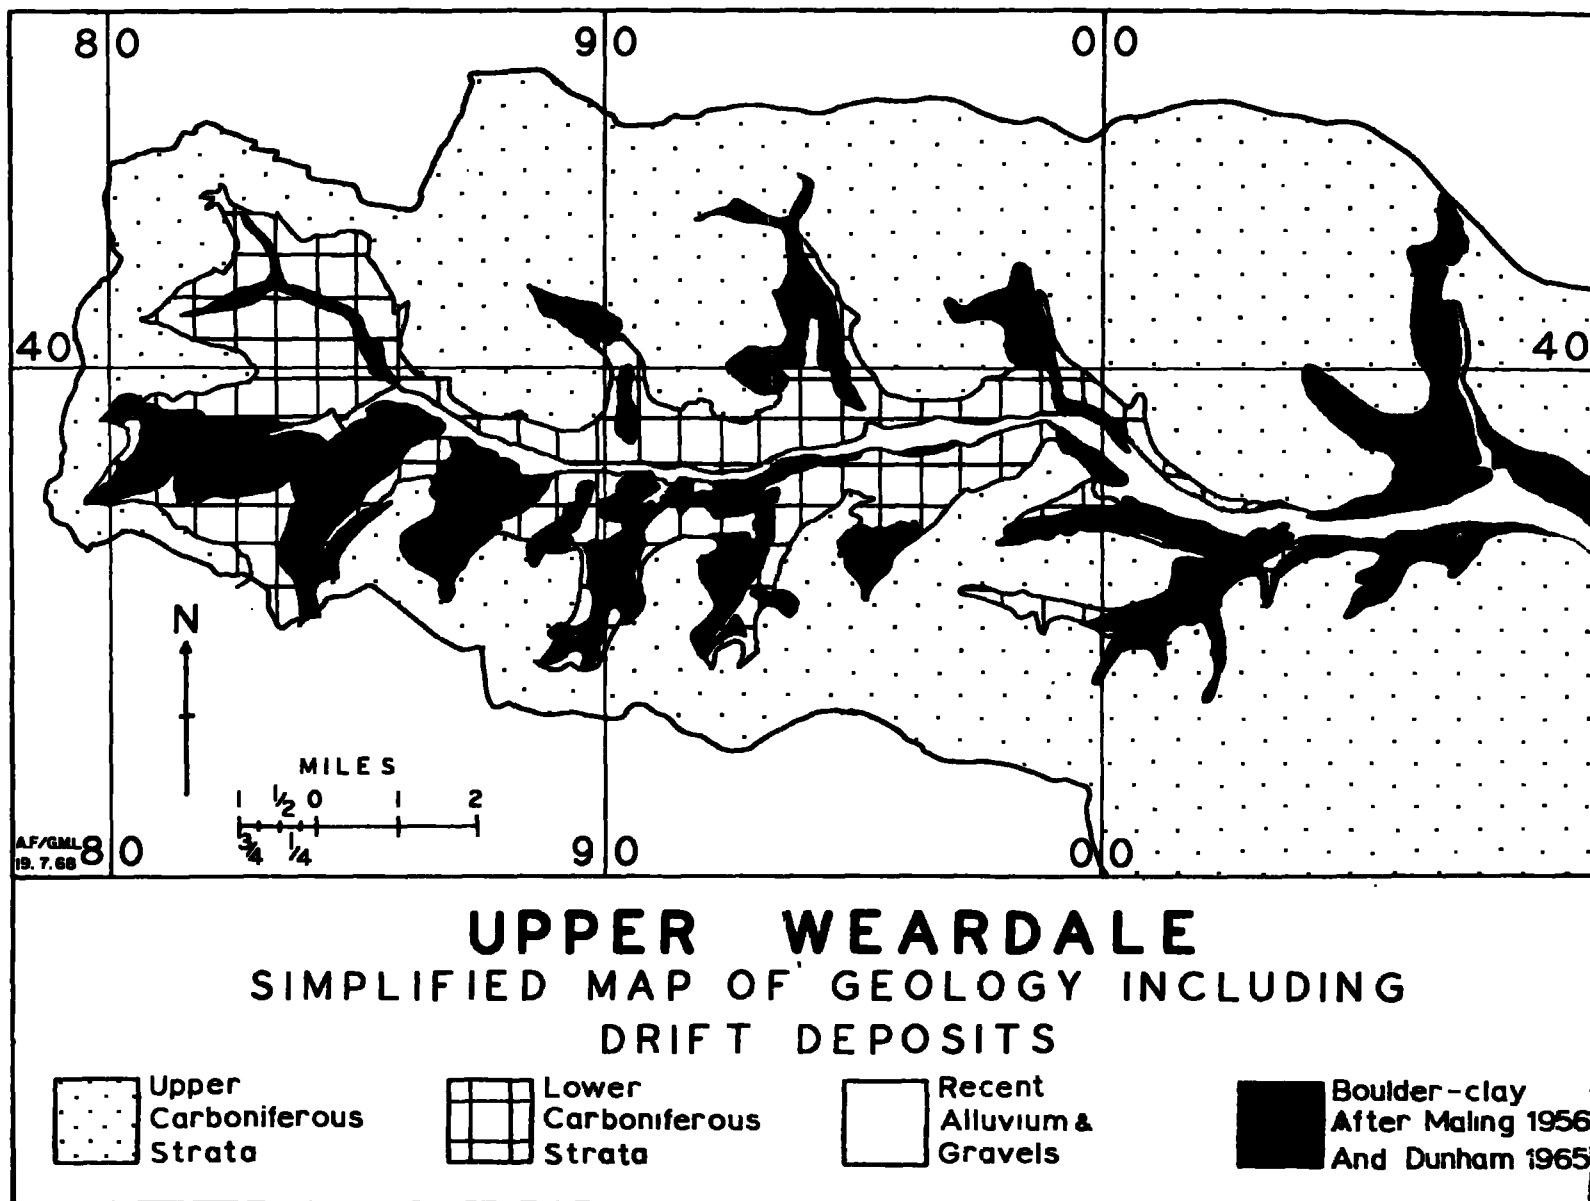 80 90 00
40 40
N
MILES
1 ½ 0 1 2
¾ ¼
A.F/G.M.L.
19.7.68
80 90 00
UPPER WEARDALE
SIMPLIFIED MAP OF GEOLOGY INCLUDING
DRIFT DEPOSITS
Upper
Carboniferous
Strata
Lower
Carboniferous
Strata
Recent
Alluvium &
Gravels
Boulder-clay
After Maling 1956
And Dunham 1965